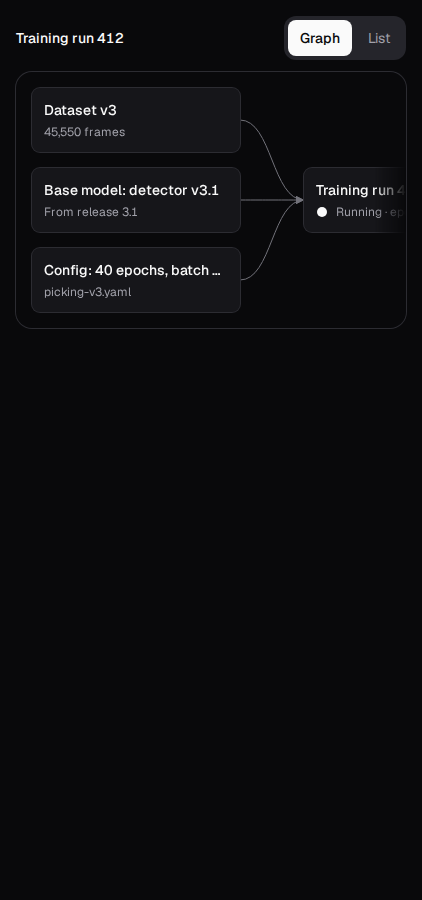 Training run 412
Graph
List
Dataset v3
45,550 frames
Base model: detector v3.1
From release 3.1
Config: 40 epochs, batch ...
picking-v3.yaml
Training run 4
Running · ep